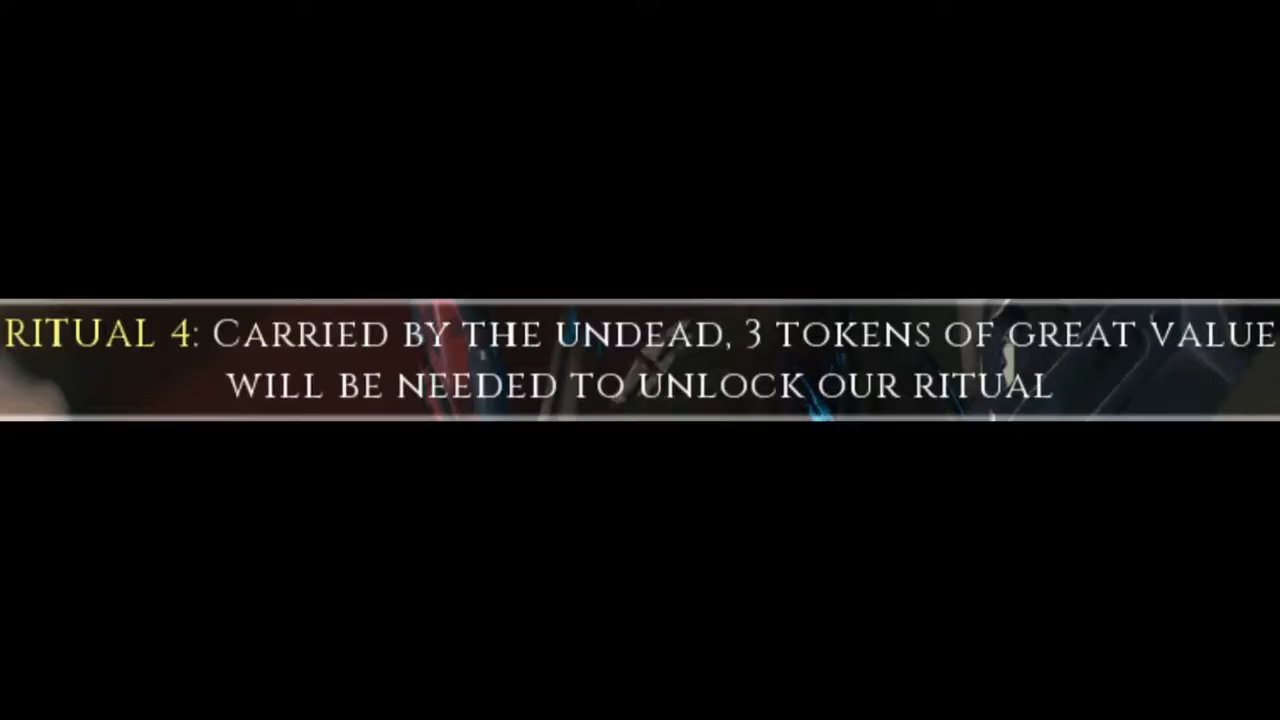 RITUAL 4: CARRIED BY THE UNDEAD, 3 TOKENS OF GREAT VALUE
WILL BE NEEDED TO UNLOCK OUR RITUAL